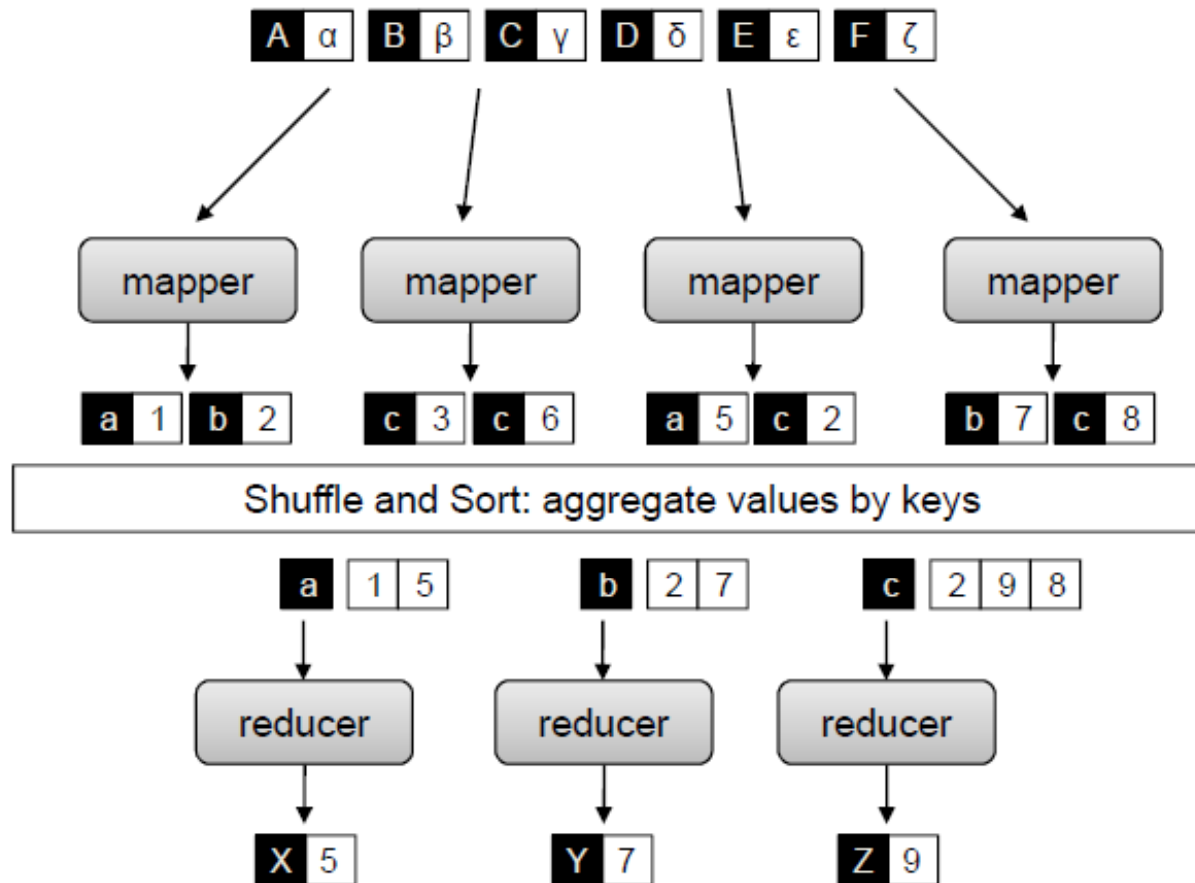 A α B β C γ D δ E ε F ζ
mapper mapper mapper mapper
a 1 b 2 c 3 c 6 a 5 c 2 b 7 c 8
Shuffle and Sort: aggregate values by keys
a 1 5 b 2 7 c 2 9 8
reducer reducer reducer
X 5 Y 7 Z 9